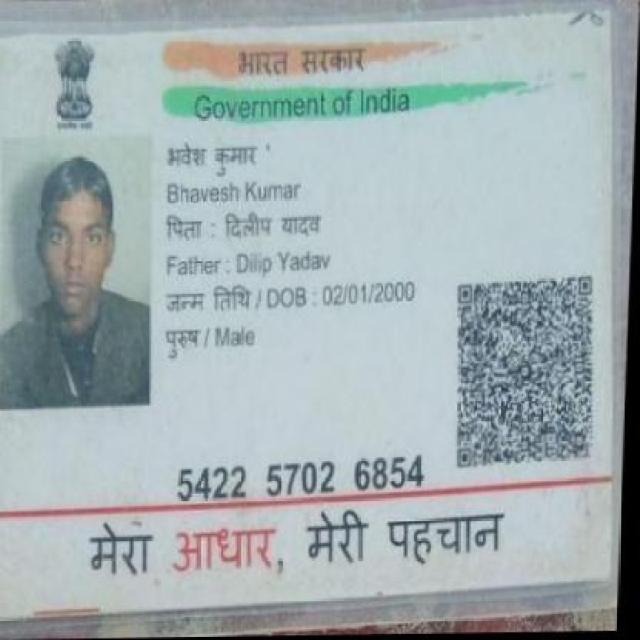 भारत सरकार
Government of India
भवेश कुमार
Bhavesh Kumar
पिता : दिलीप यादव
Father : Dilip Yadav
जन्म तिथि / DOB : 02/01/2000
पुरुष / Male
5422 5702 6854
मेरा आधार, मेरी पहचान